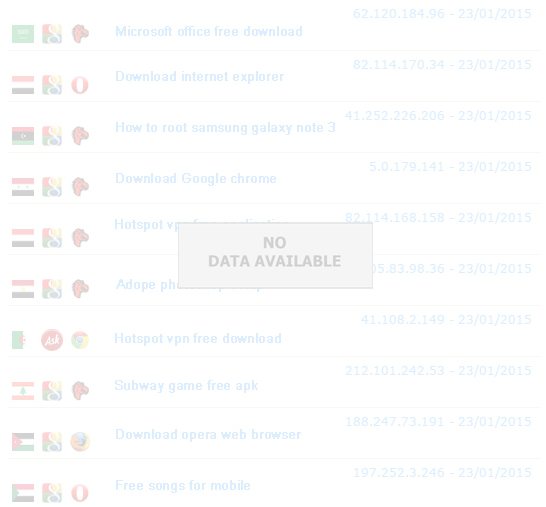 62.120.184.96 - 23/01/2015
Microsoft office free download
82.114.170.34 - 23/01/2015
Download internet explorer
41.252.226.206 - 23/01/2015
How to root samsung galaxy note 3
5.0.179.141 - 23/01/2015
Download Google chrome
82.114.168.158 - 23/01/2015
Hotspot vpn free
NO
DATA AVAILABLE
05.83.98.36 - 23/01/2015
Adope
41.108.2.149 - 23/01/2015
Ask
Hotspot vpn free download
212.101.242.53 - 23/01/2015
Subway game free apk
188.247.73.191 - 23/01/2015
Download opera web browser
197.252.3.246 - 23/01/2015
Free songs for mobile